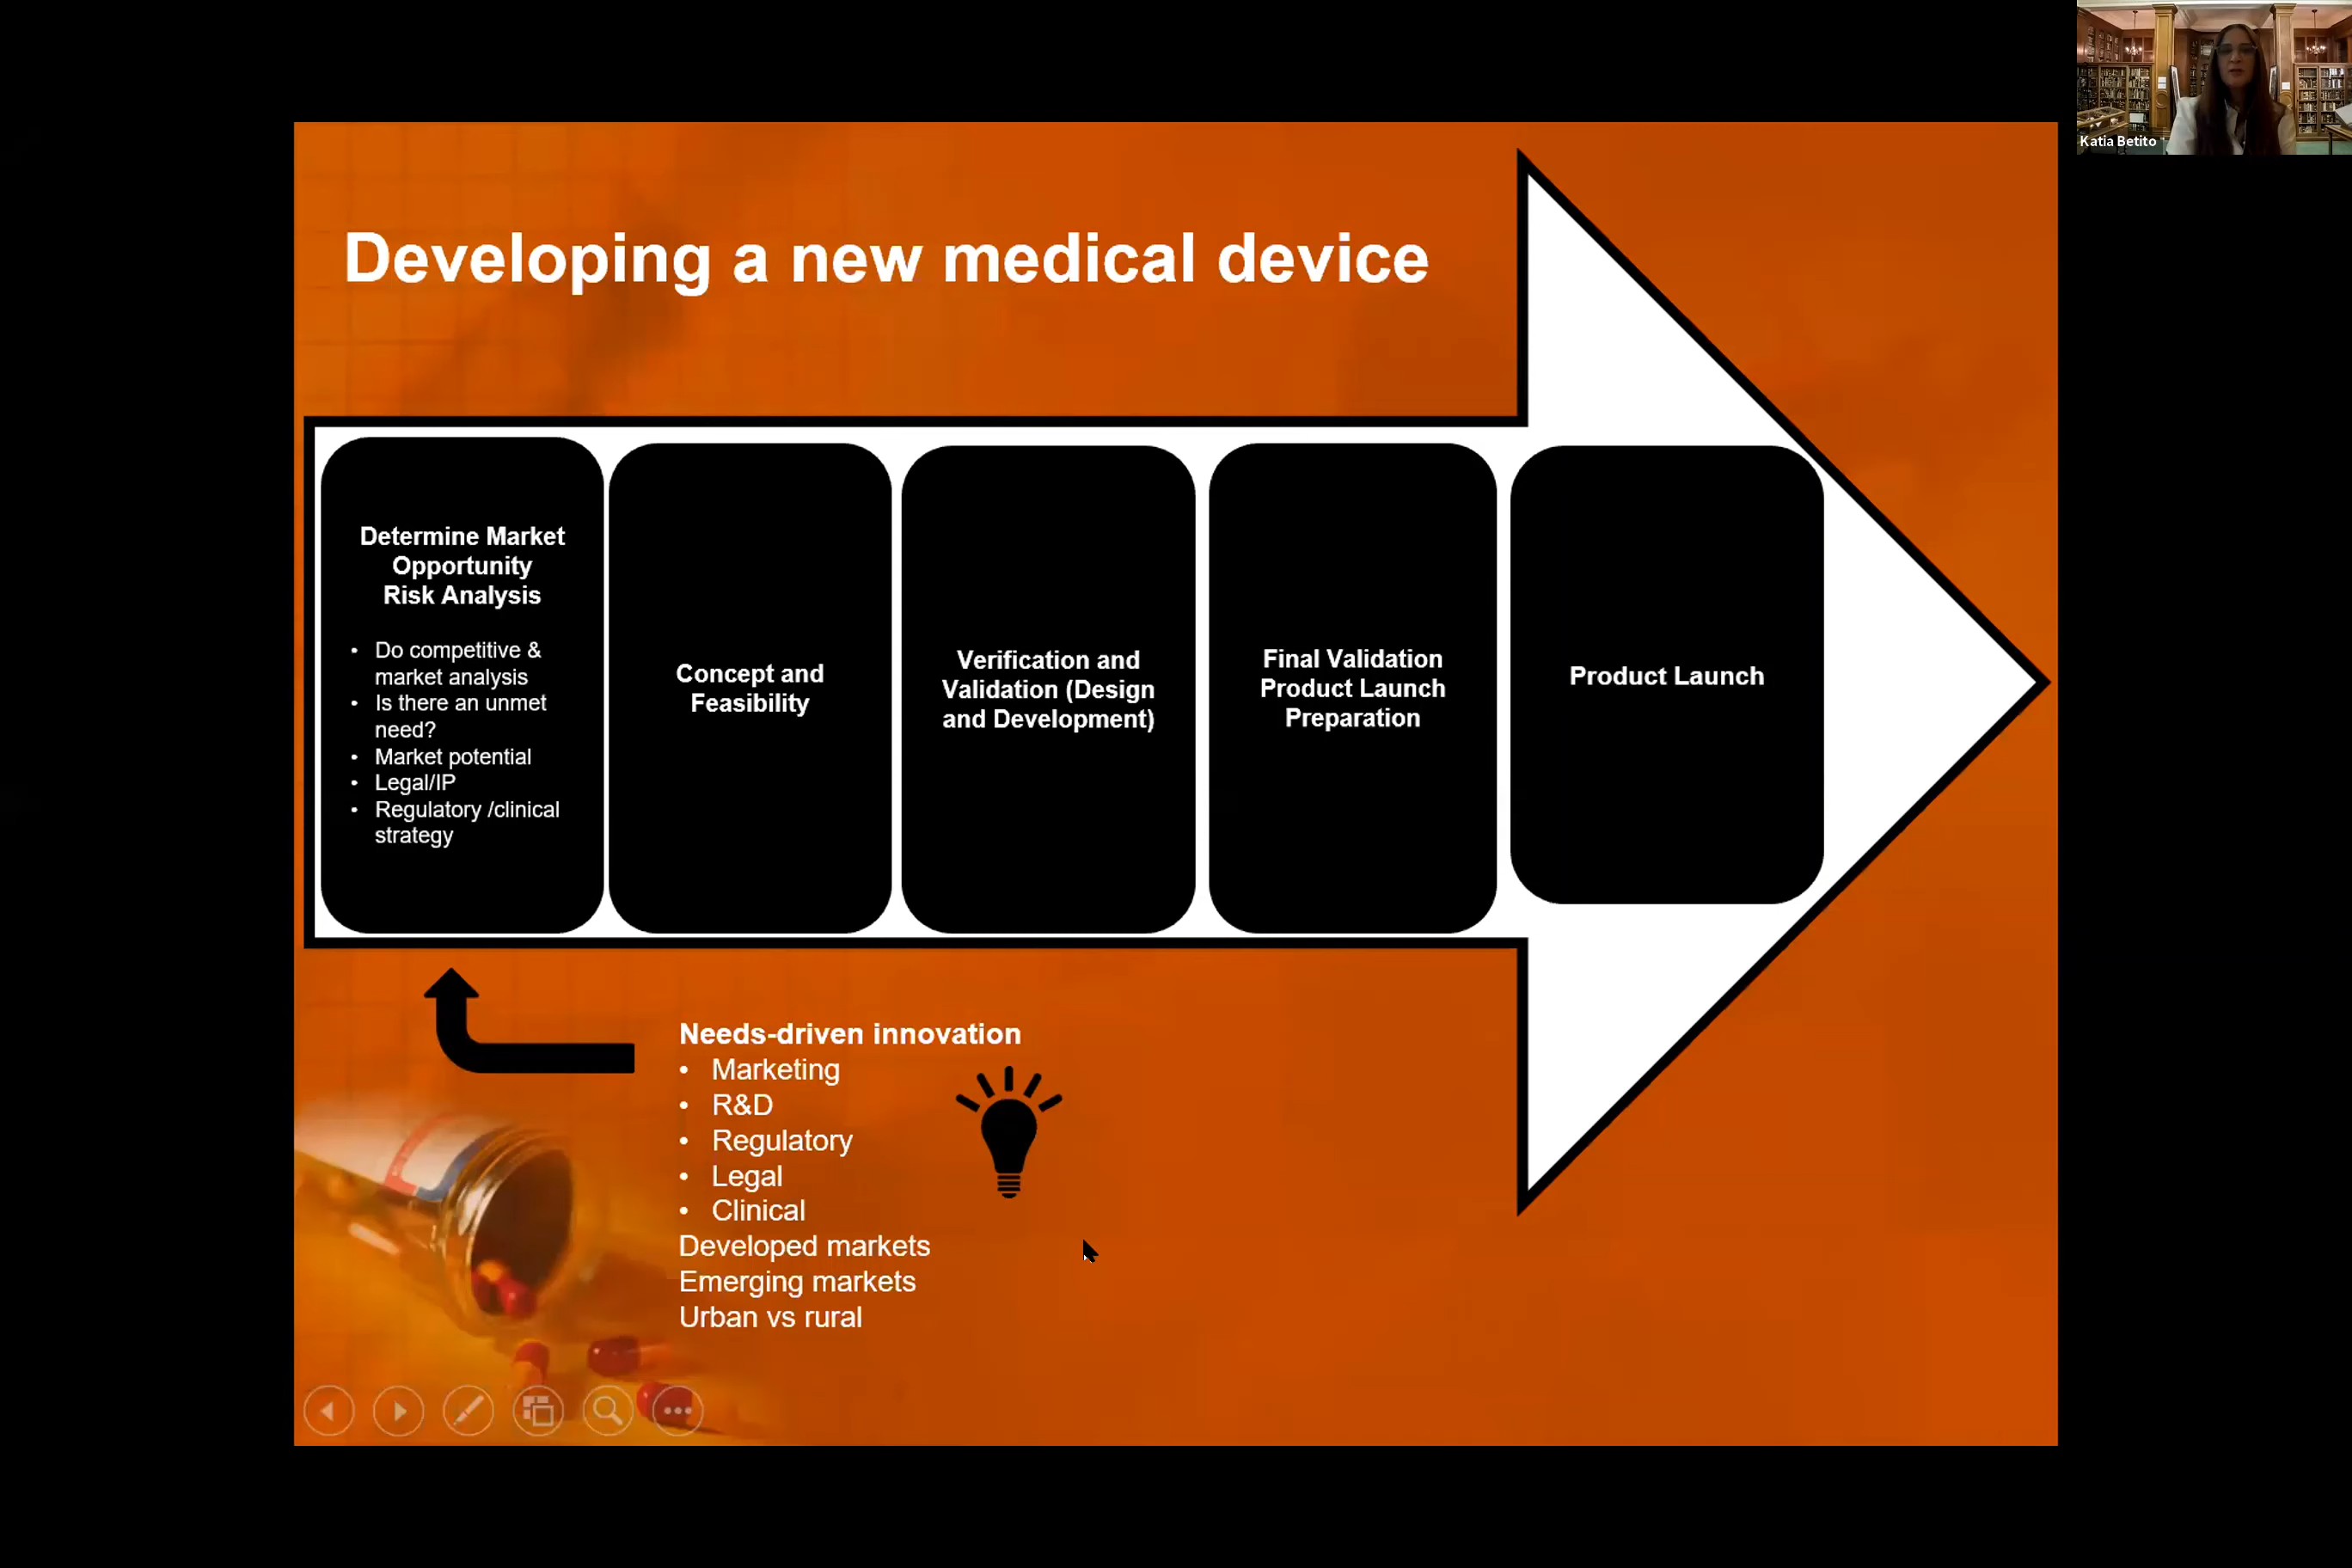 Katia Betito
Developing a new medical device
Determine Market
Opportunity
Risk Analysis
• Do competitive &
market analysis
• Is there an unmet
need?
• Market potential
• Legal/IP
• Regulatory /clinical
strategy
Concept and
Feasibility
Verification and
Validation (Design
and Development)
Final Validation
Product Launch
Preparation
Product Launch
Needs-driven innovation
• Marketing
• R&D
• Regulatory
• Legal
• Clinical
Developed markets
Emerging markets
Urban vs rural